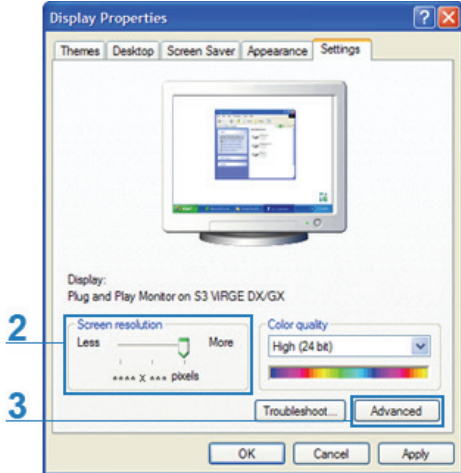 Display Properties
Themes Desktop Screen Saver Appearance Settings
Display:
Plug and Play Monitor on S3 ViRGE DX/GX
2
Screen resolution
Less More
**** X *** pixels
Color quality
High (24 bit)
3
Troubleshoot... Advanced
OK Cancel Apply